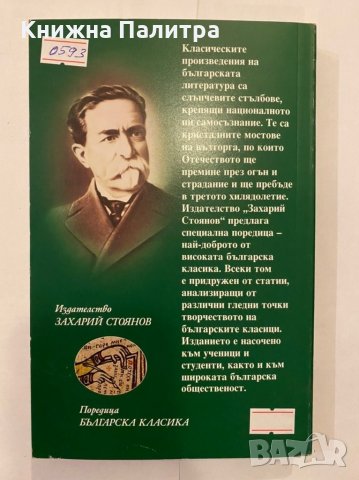 Книжна Палитра
0593
Класическите
произведения на
българската
литература са
слънчевите стълбове,
крепящи националното
ни самосъзнание. Те са
кристалните мостове
на възторга, по които
Отечеството ще
премине през огън и
страдание и ще пребъде
в третото хилядолетие.
Издателство „Захарий
Стоянов" предлага
специална поредица –
най-доброто от
високата българска
класика. Всеки том
е придружен от статии,
анализиращи от
различни гледни точки
творчеството на
българските класици.
Изданието е насочено
към ученици и
студенти, както и към
широката българска
общественост.
Издателство
ЗАХАРИЙ СТОЯНОВ
Поредица
БЪЛГАРСКА КЛАСИКА
BAZAR